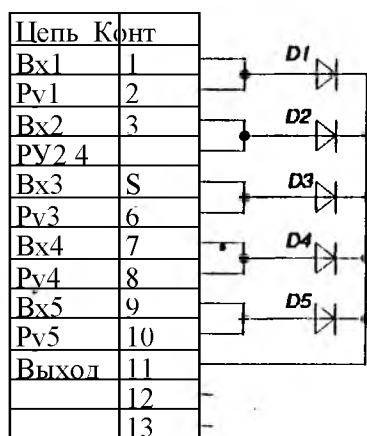 Цепь Конт
Вх1 1
Ру1 2
Вх2 3
РУ2 4
Вх3 S
Ру3 6
Вх4 7
Ру4 8
Вх5 9
Ру5 10
Выход 11
12
13
D1
D2
D3
D4
D5